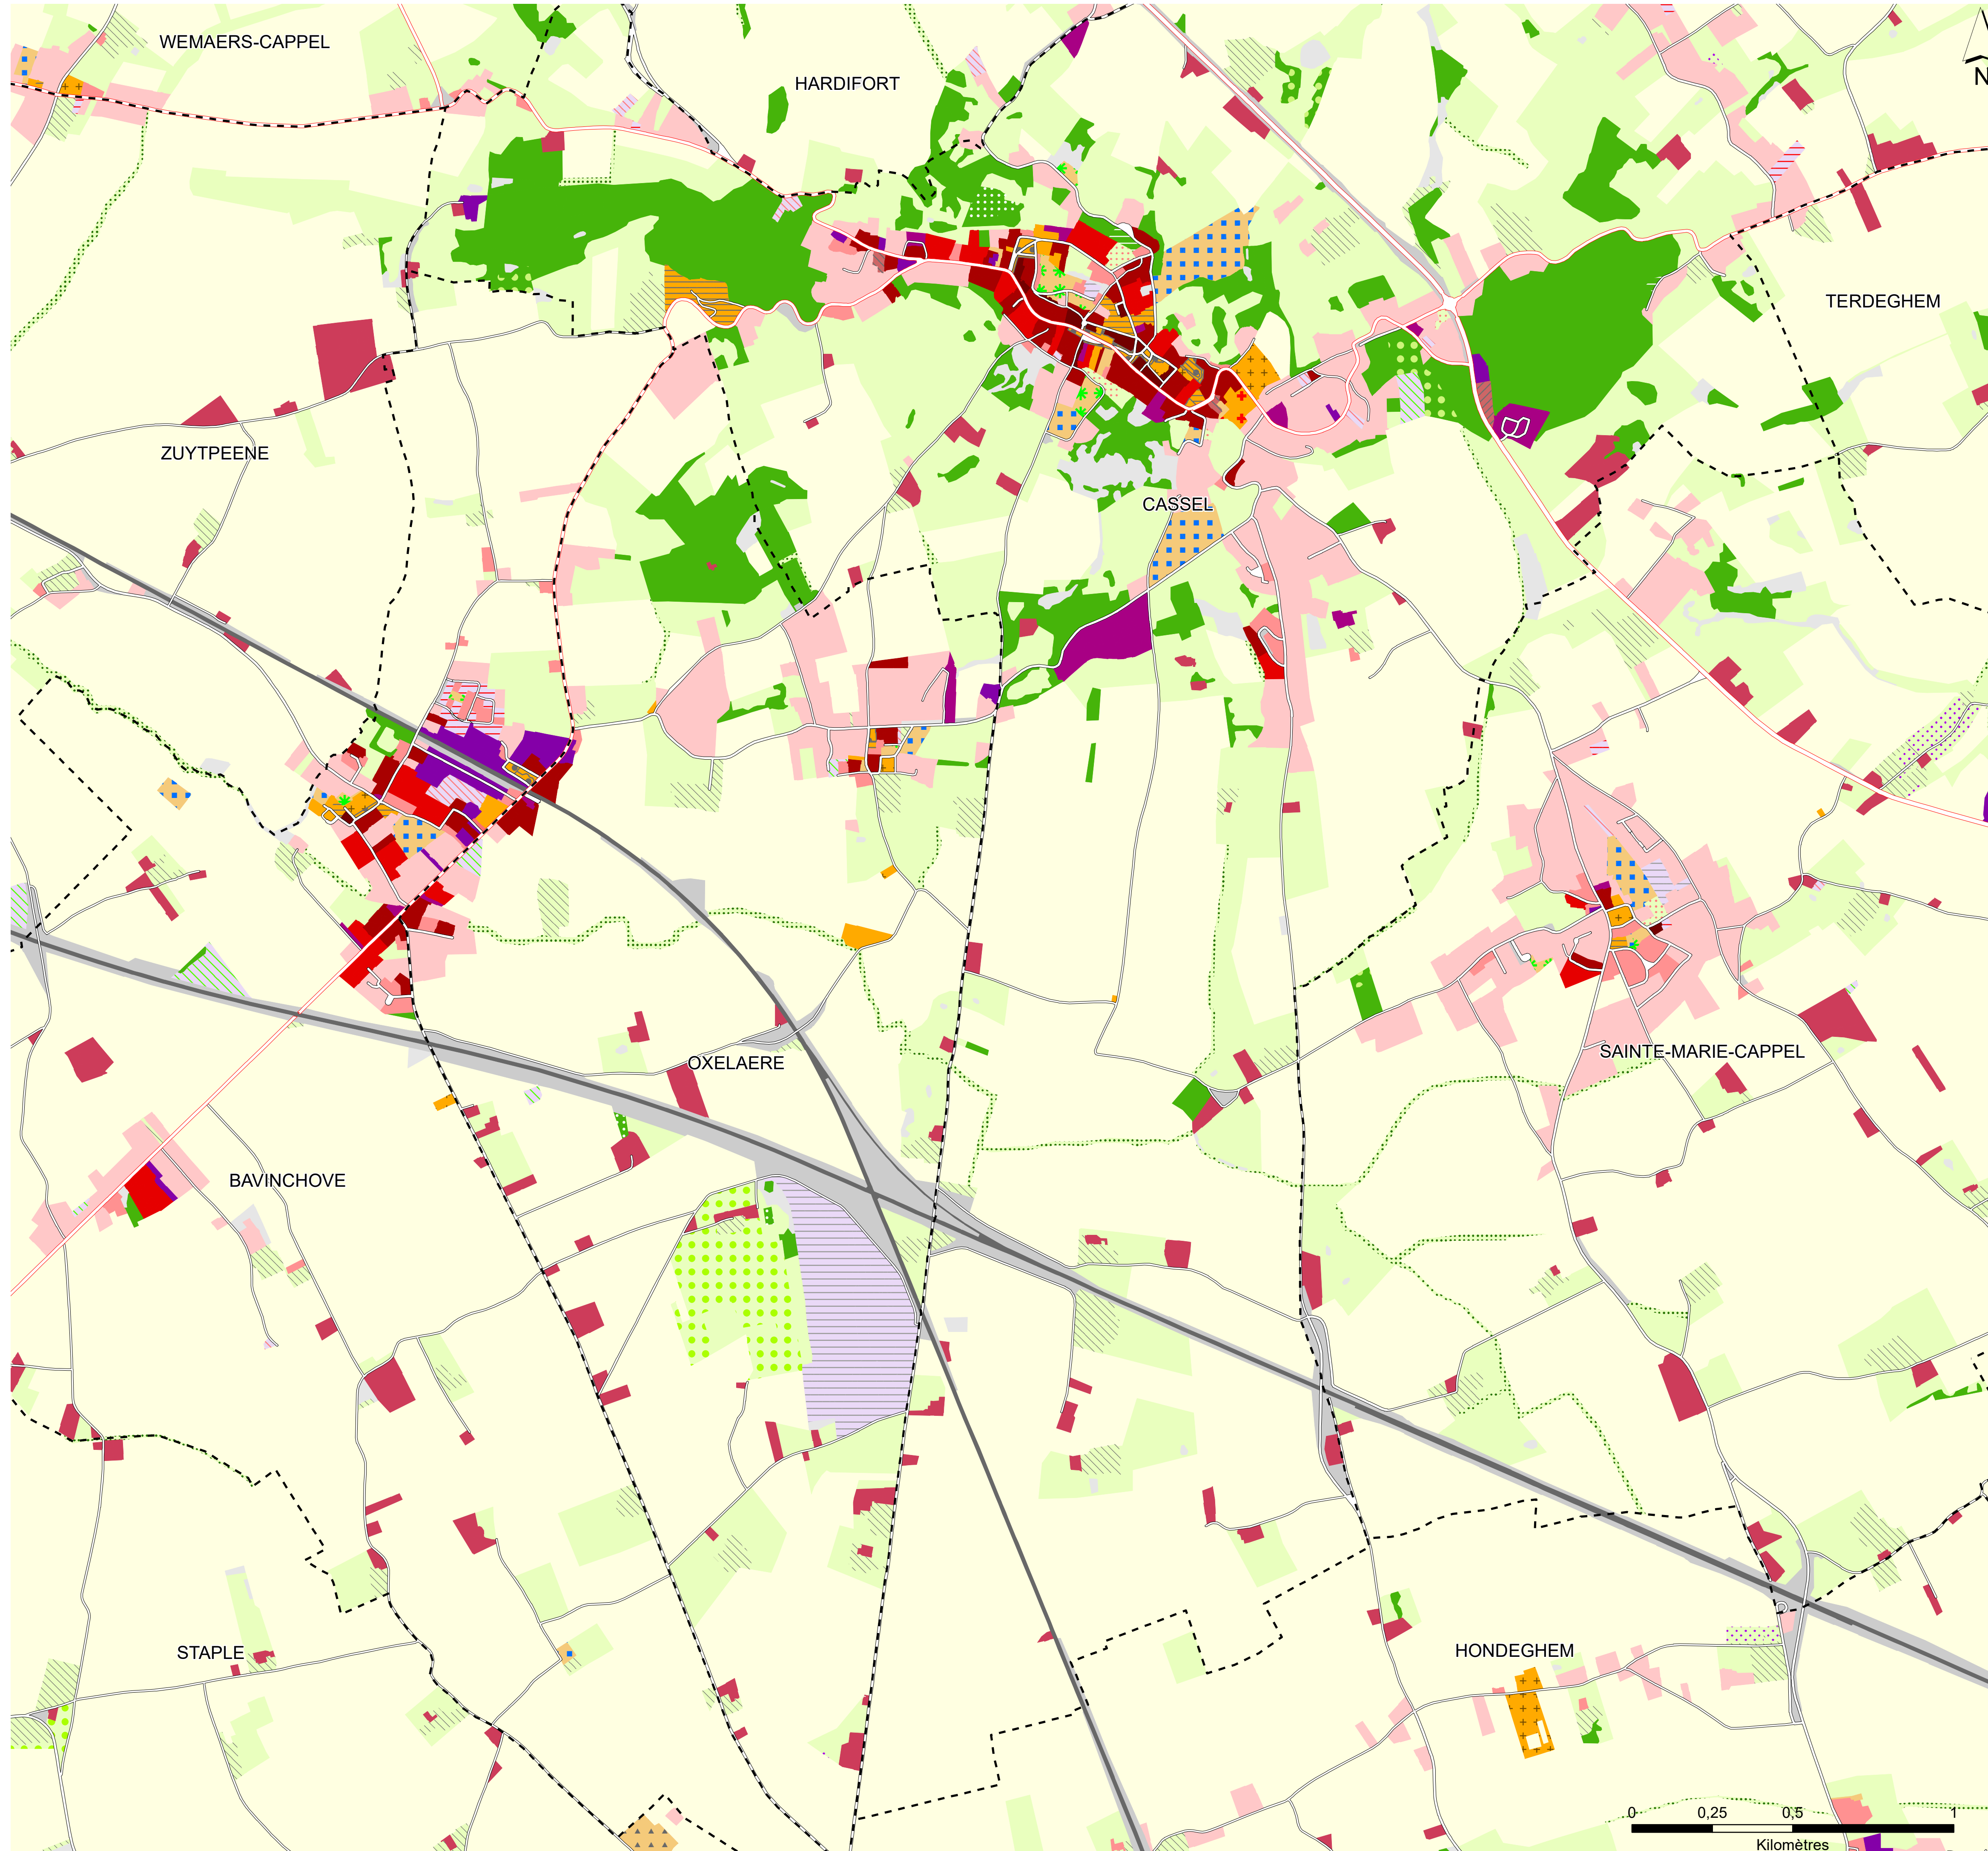 WEMAERS-CAPPEL
HARDIFORT
N
TERDEGHEM
ZUYTPEENE
CASSEL
SAINTE-MARIE-CAPPEL
OXELAERE
BAVINCHOVE
STAPLE
HONDEGHEM
0 0,25 0,5 1
Kilomètres